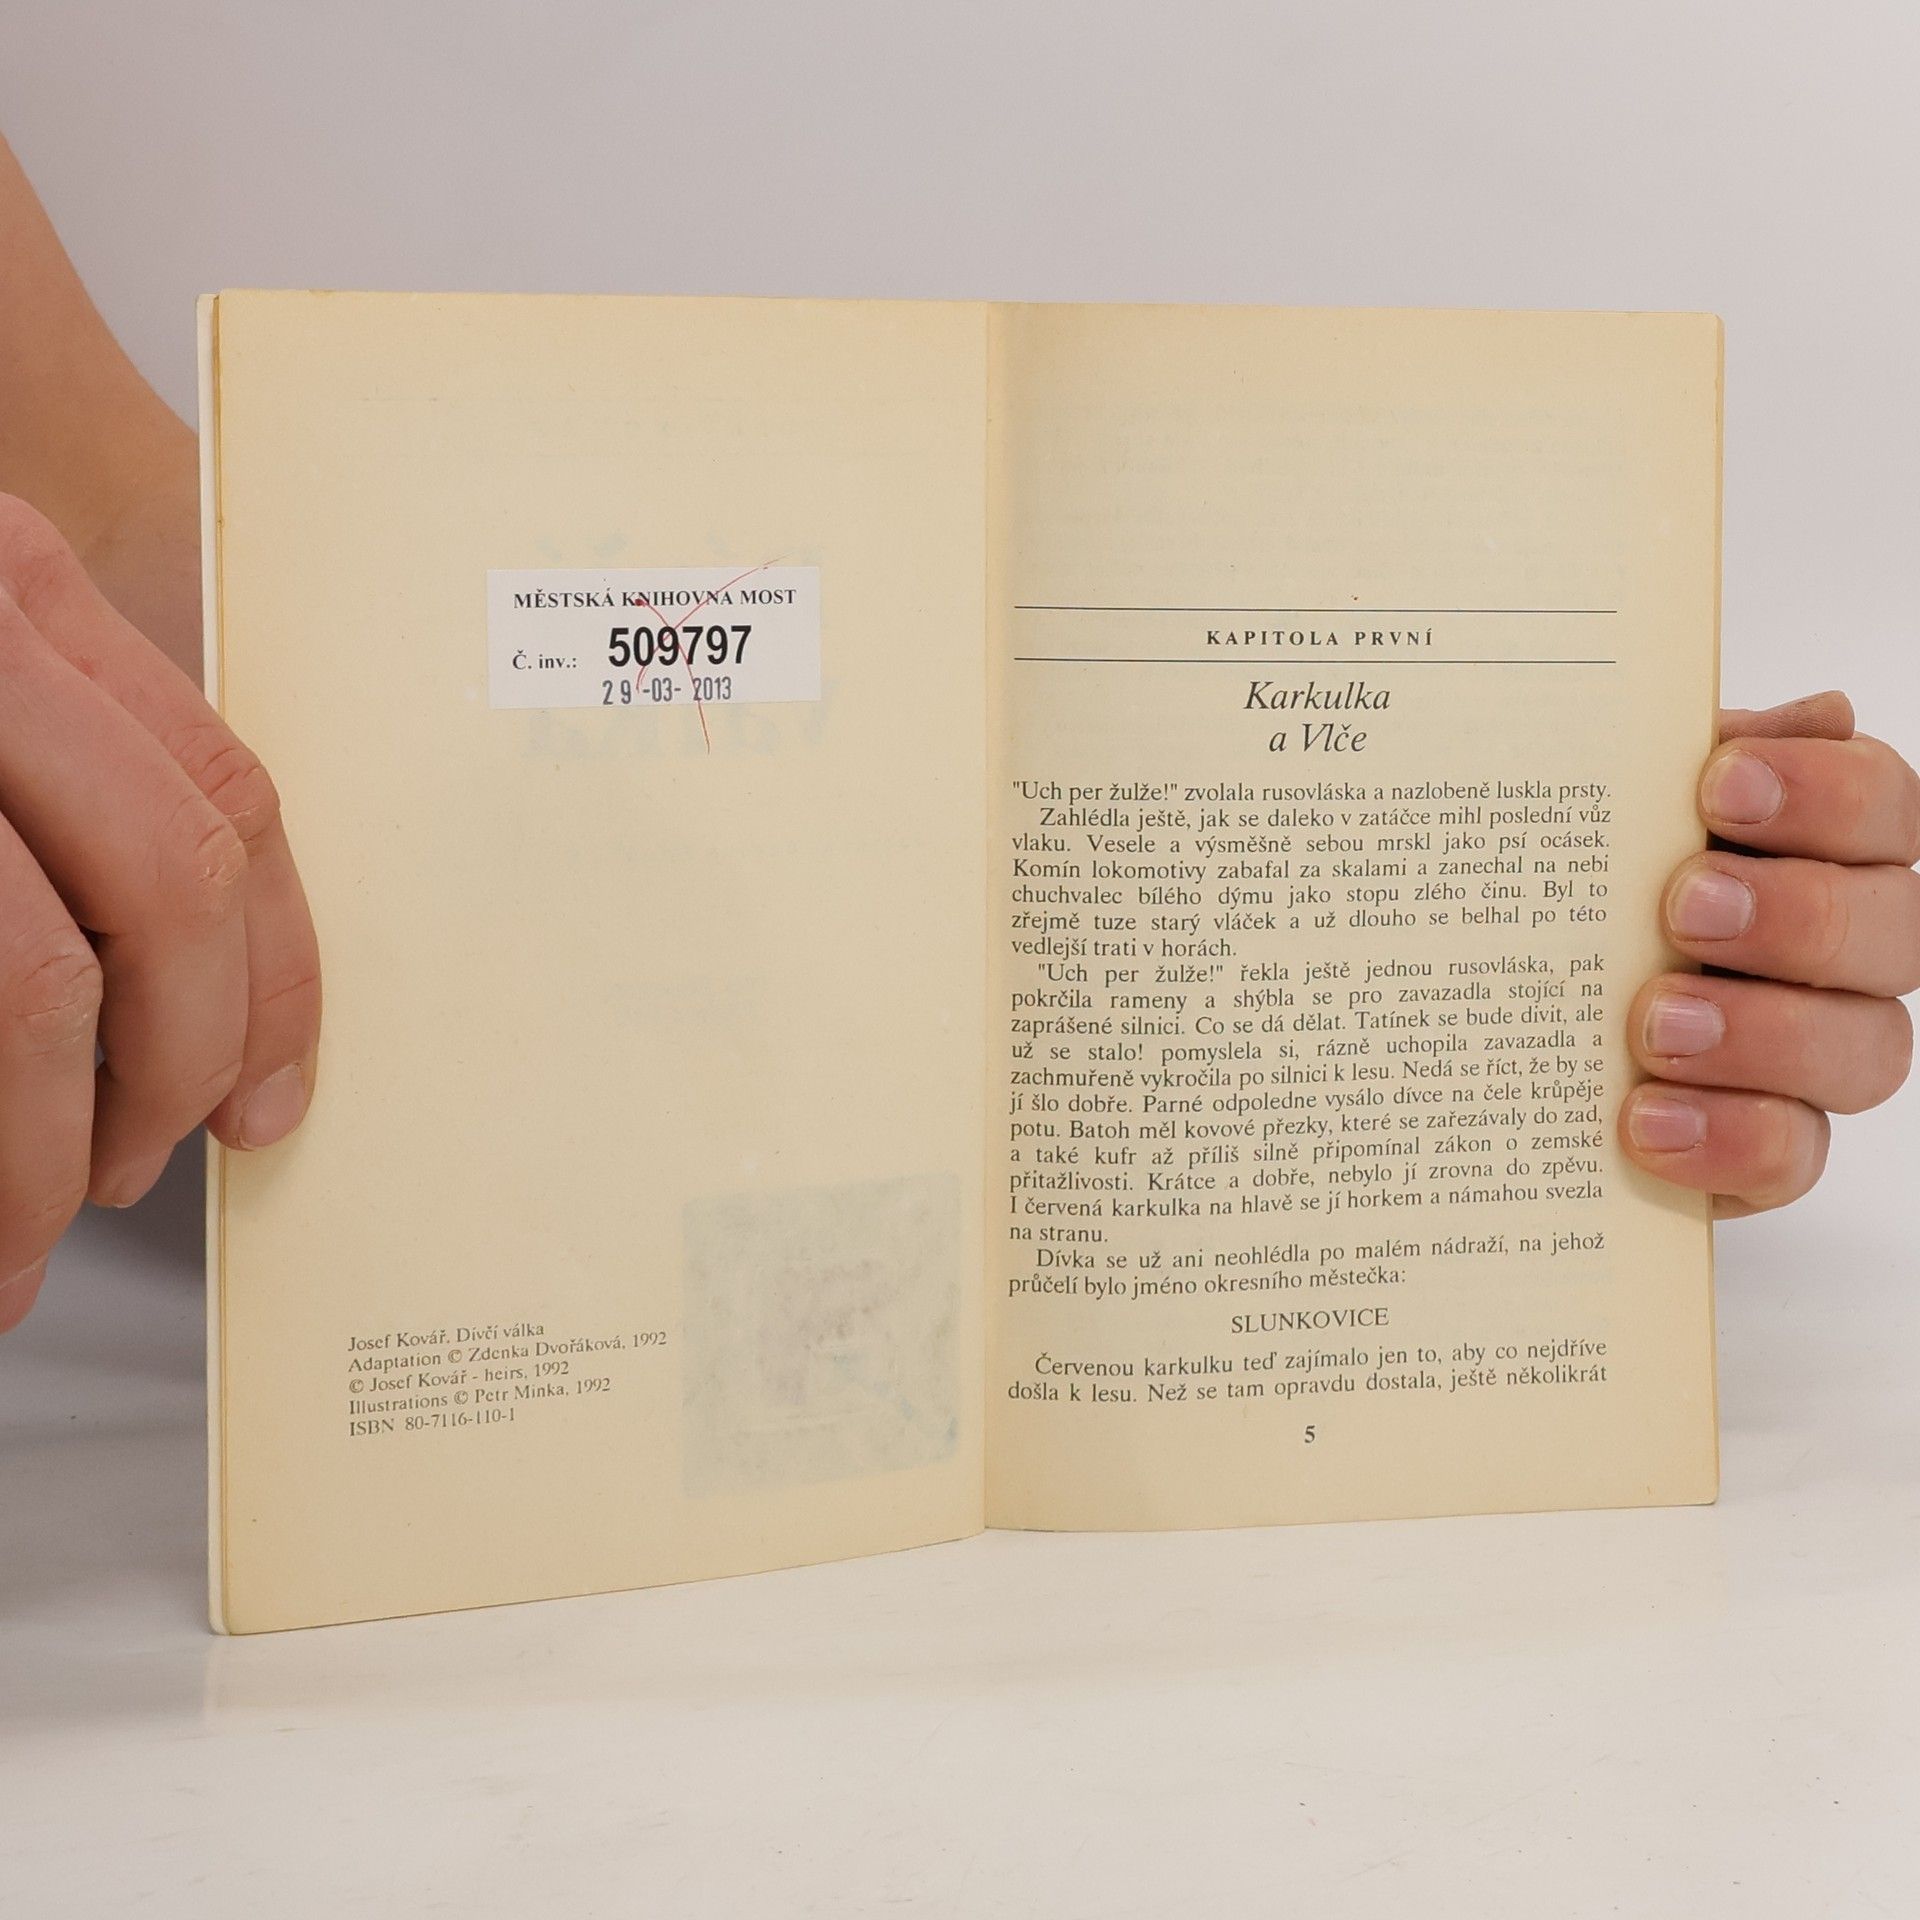 MĚSTSKÁ KNIHOVNA MOST
Č. inv.: 509797
29 -03- 2013
Josef Kovář. Dívčí válka
Adaptation © Zdenka Dvořáková, 1992
© Josef Kovář - heirs, 1992
Illustrations © Petr Minka, 1992
ISBN 80-7116-110-1
KAPITOLA PRVNÍ
Karkulka
a Vlče
"Uch per žulže!" zvolala rusovláska a nazlobeně luskla prsty.
Zahlédla ještě, jak se daleko v zatáčce mihl poslední vůz
vlaku. Vesele a výsměšně sebou mrskl jako psí ocásek.
Komín lokomotivy zabafal za skalami a zanechal na nebi
chuchvalec bílého dýmu jako stopu zlého činu. Byl to
zřejmě tuze starý vláček a už dlouho se belhal po této
vedlejší trati v horách.
"Uch per žulže!" řekla ještě jednou rusovláska, pak
pokrčila rameny a shýbla se pro zavazadla stojící na
zaprášené silnici. Co se dá dělat. Tatínek se bude divit, ale
už se stalo! pomyslela si, rázně uchopila zavazadla a
zachmuřeně vykročila po silnici k lesu. Nedá se říct, že by se
jí šlo dobře. Parné odpoledne vysálo dívce na čele krůpěje
potu. Batoh měl kovové přezky, které se zařezávaly do zad,
a také kufr až příliš silně připomínal zákon o zemské
přitažlivosti. Krátce a dobře, nebylo jí zrovna do zpěvu.
I červená karkulka na hlavě se jí horkem a námahou svezla
na stranu.
Dívka se už ani neohlédla po malém nádraží, na jehož
průčelí bylo jméno okresního městečka:
SLUNKOVICE
Červenou karkulku teď zajímalo jen to, aby co nejdříve
došla k lesu. Než se tam opravdu dostala, ještě několikrát
5